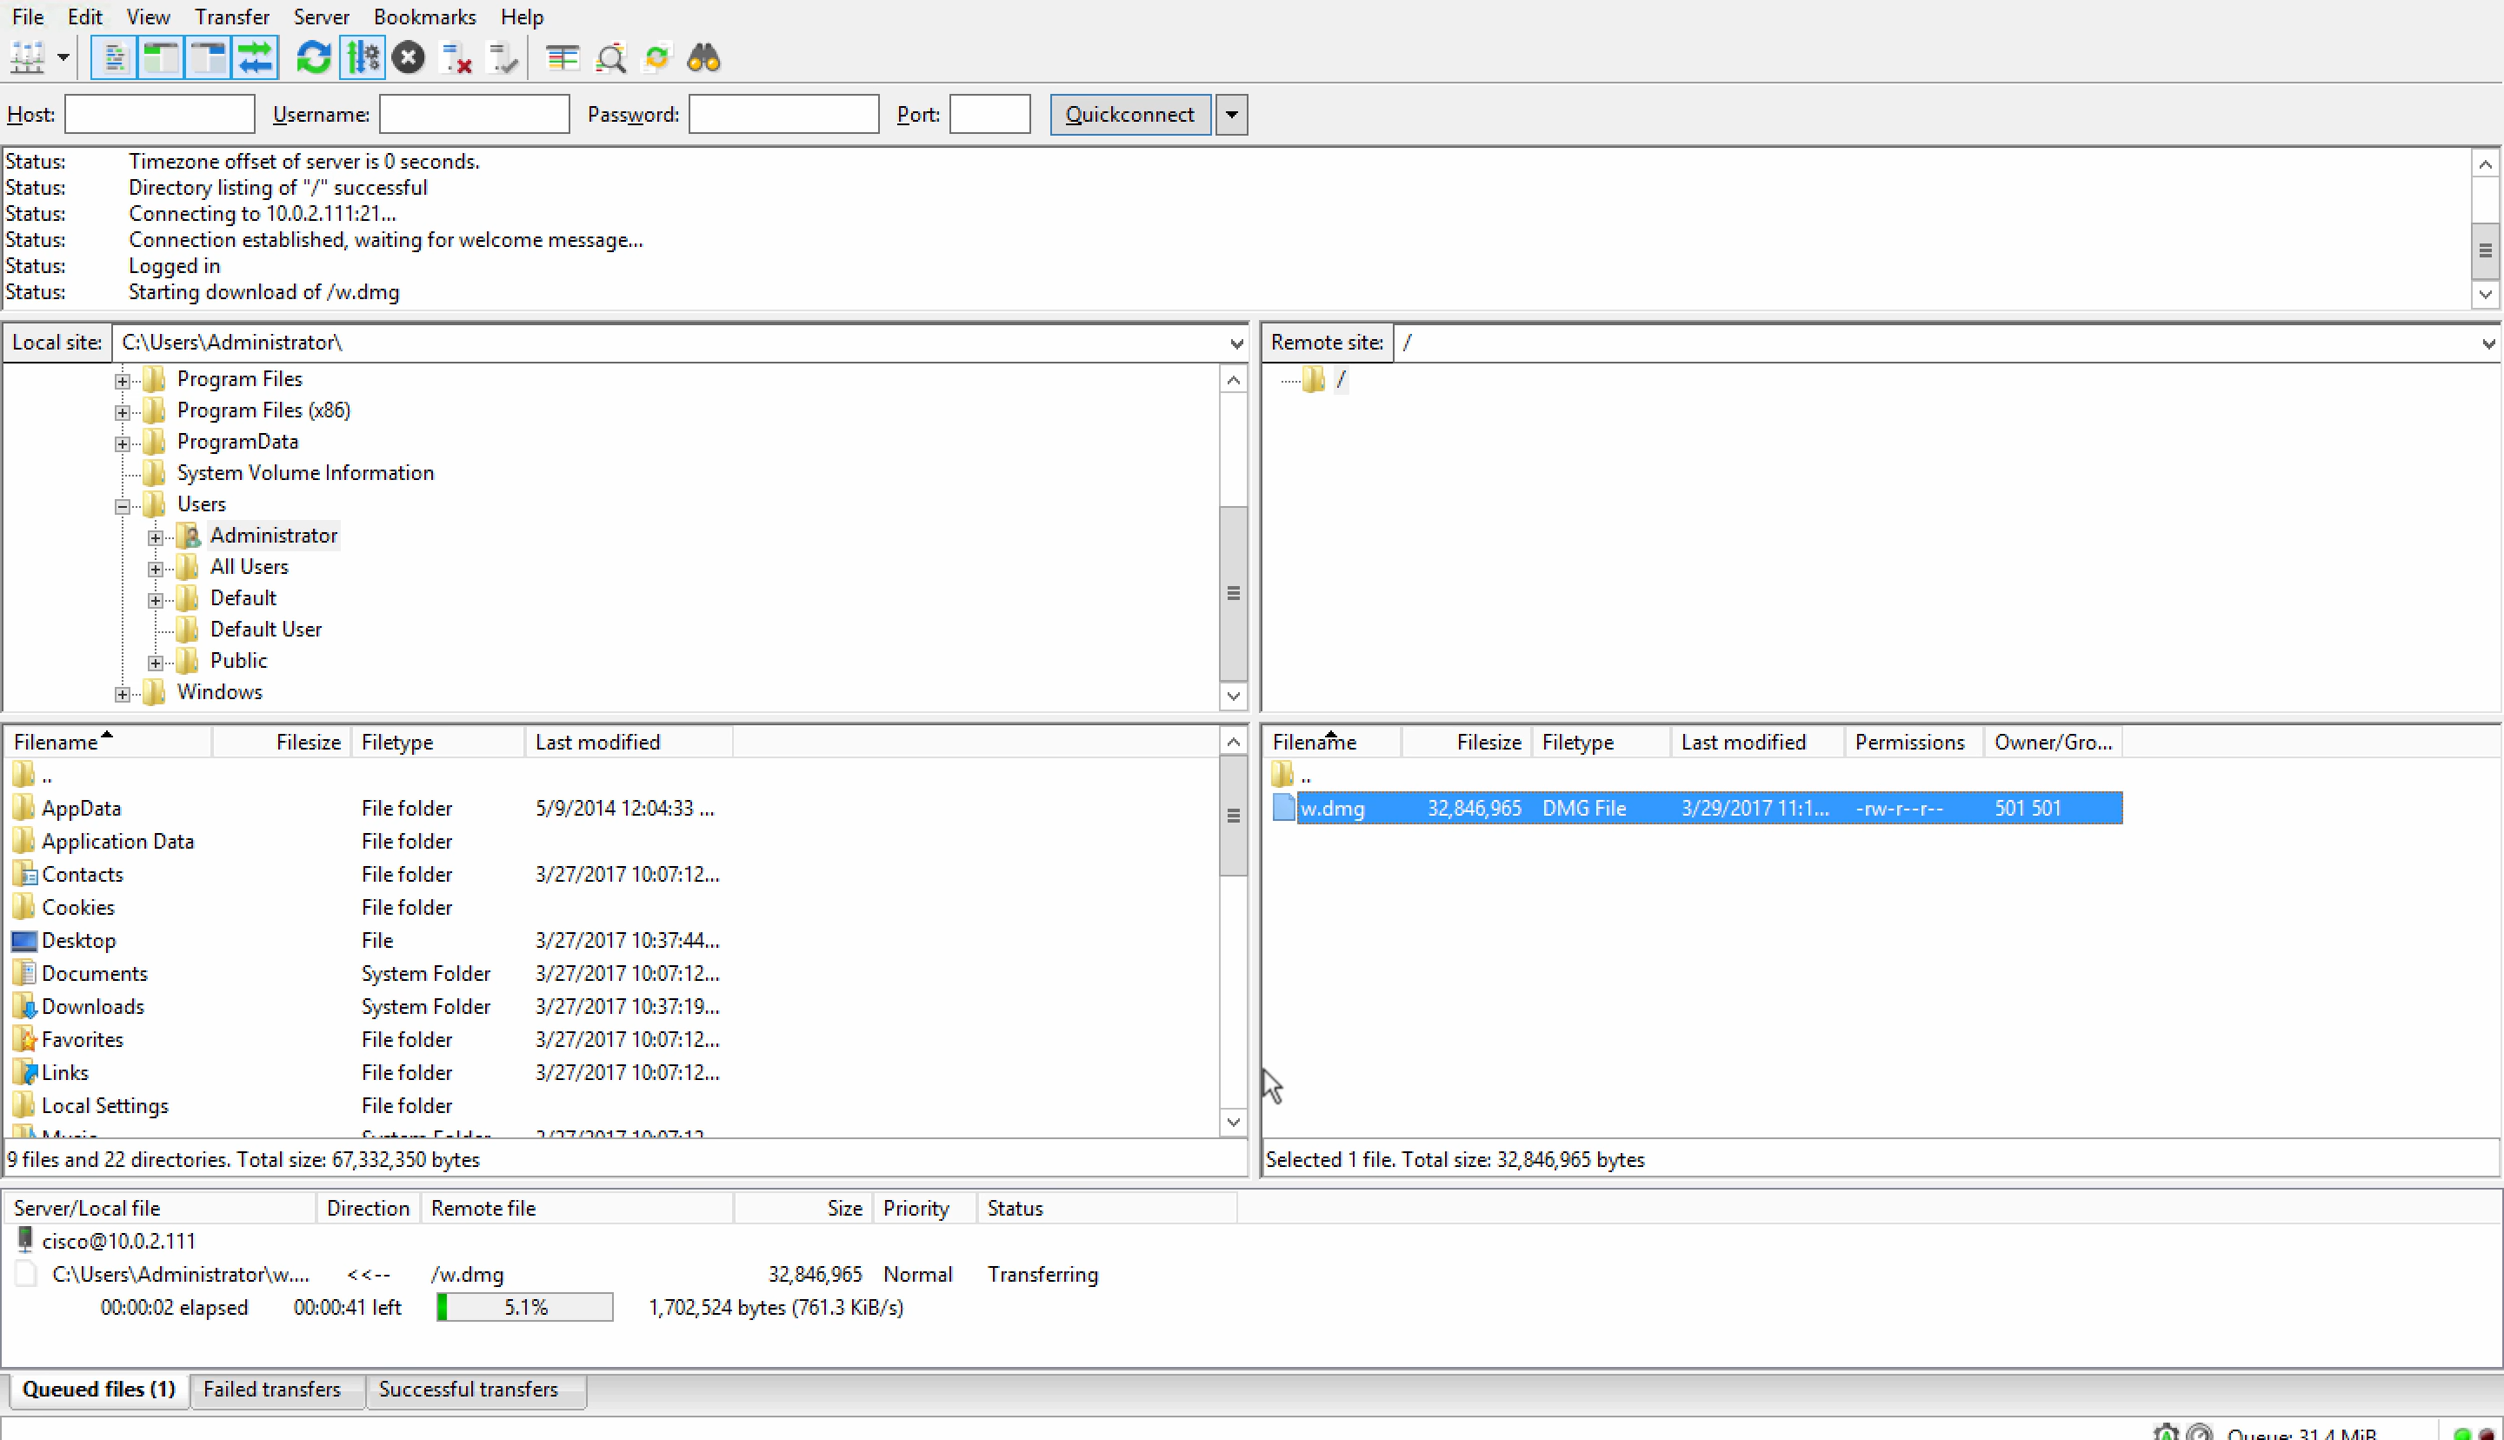 File Edit View Transfer Server Bookmarks Help
Host: Username: Password: Port: Quickconnect
Status: Timezone offset of server is 0 seconds.
Status: Directory listing of "/" successful
Status: Connecting to 10.0.2.111:21...
Status: Connection established, waiting for welcome message...
Status: Logged in
Status: Starting download of /w.dmg
Local site: C:\Users\Administrator\
Program Files
Program Files (x86)
ProgramData
System Volume Information
Users
Administrator
All Users
Default
Default User
Public
Windows
Remote site: /
/
Filename Filesize Filetype Last modified
..
AppData File folder 5/9/2014 12:04:33 ...
Application Data File folder
Contacts File folder 3/27/2017 10:07:12...
Cookies File folder
Desktop File 3/27/2017 10:37:44...
Documents System Folder 3/27/2017 10:07:12...
Downloads System Folder 3/27/2017 10:37:19...
Favorites File folder 3/27/2017 10:07:12...
Links File folder 3/27/2017 10:07:12...
Local Settings File folder
Music System Folder 3/27/2017 10:07:12
9 files and 22 directories. Total size: 67,332,350 bytes
Filename Filesize Filetype Last modified Permissions Owner/Gro...
..
w.dmg 32,846,965 DMG File 3/29/2017 11:1... -rw-r--r-- 501 501
Selected 1 file. Total size: 32,846,965 bytes
Server/Local file Direction Remote file Size Priority Status
cisco@10.0.2.111
C:\Users\Administrator\w.... <<-- /w.dmg 32,846,965 Normal Transferring
00:00:02 elapsed 00:00:41 left 5.1% 1,702,524 bytes (761.3 KiB/s)
Queued files (1) Failed transfers Successful transfers
Queue: 31.4 MiB